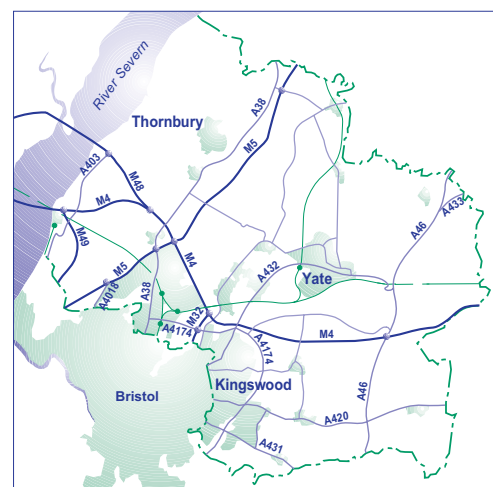 River Severn
Thornbury
A38
M5
A403
M48
M4
M49
A46
A433
M5
M4
A432
Yate
A4018
A38
M32
A4174
A4174
M4
Kingswood
Bristol
A46
A420
A431